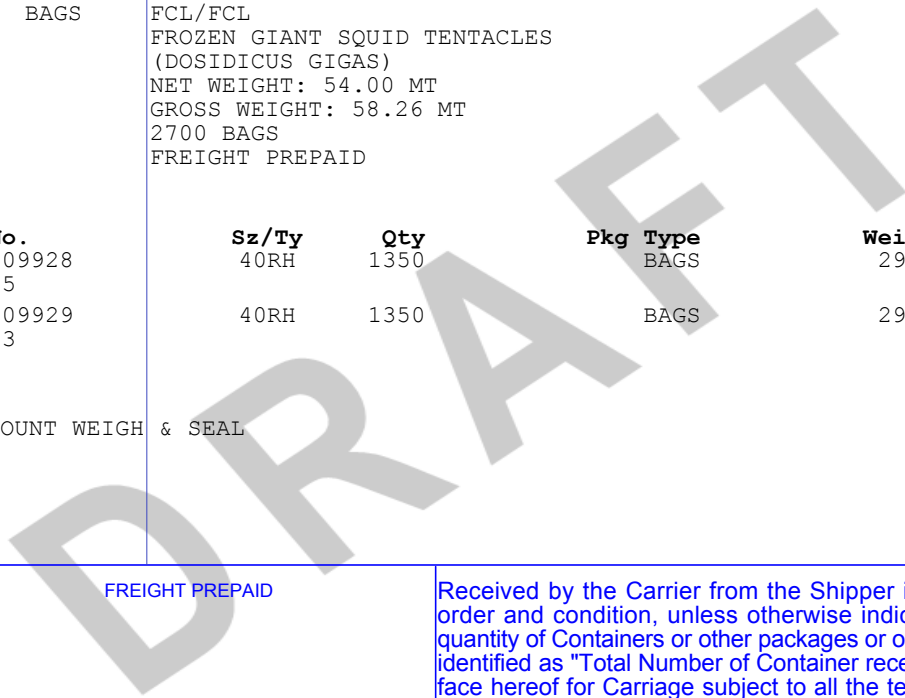 BAGS FCL/FCL
FROZEN GIANT SQUID TENTACLES
(DOSIDICUS GIGAS)
NET WEIGHT: 54.00 MT
GROSS WEIGHT: 58.26 MT
2700 BAGS
FREIGHT PREPAID
o. Sz/Ty Qty Pkg Type Wei
09928 40RH 1350 BAGS 29
5
09929 40RH 1350 BAGS 29
3
OUNT WEIGH & SEAL
DRAFT
FREIGHT PREPAID
Received by the Carrier from the Shipper i
order and condition, unless otherwise indic
quantity of Containers or other packages or o
identified as "Total Number of Container rece
face hereof for Carriage subject to all the te